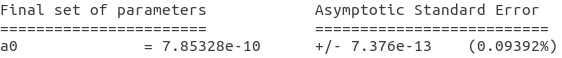 Final set of parameters            Asymptotic Standard Error
=======================            ==========================
a0              = 7.85328e-10      +/- 7.376e-13    (0.09392%)